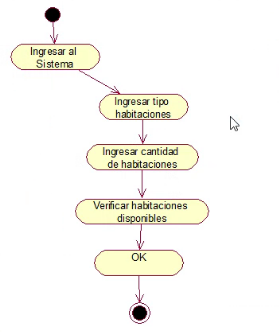 Ingresar al
Sistema
Ingresar tipo
habitaciones
Ingresar cantidad
de habitaciones
Verificar habitaciones
disponibles
OK